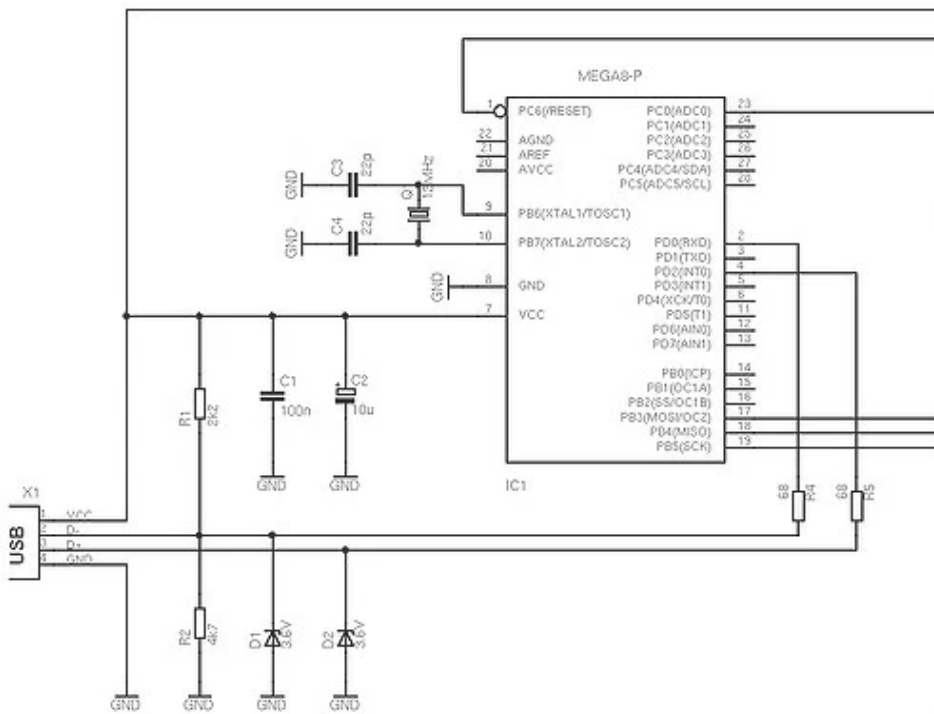 MEGA8-P
1 PC6(/RESET) PC0(ADC0) 23
PC1(ADC1) 24
22 AGND PC2(ADC2) 25
21 AREF PC3(ADC3) 26
20 AVCC PC4(ADC4/SDA) 27
PC5(ADC5/SCL) 28
GND C3 22p
Q 12MHz
9 PB6(XTAL1/TOSC1)
GND C4 22p
10 PB7(XTAL2/TOSC2) PD0(RXD) 2
PD1(TXD) 3
PD2(INT0) 4
GND 8 GND PD3(INT1) 5
PD4(XCK/T0) 6
7 VCC PD5(T1) 11
PD6(AIN0) 12
PD7(AIN1) 13
PB0(ICP) 14
PB1(OC1A) 15
PB2(SS/OC1B) 16
PB3(MOSI/OC2) 17
PB4(MISO) 18
PB5(SCK) 19
IC1
R1 2k2
C1 100n
C2 + 10u
GND GND
68 R4
68 R5
X1
USB
1 VCC
2 D-
3 D+
4 GND
R2 4k7
D1 3.6V
D2 3.6V
GND GND GND GND